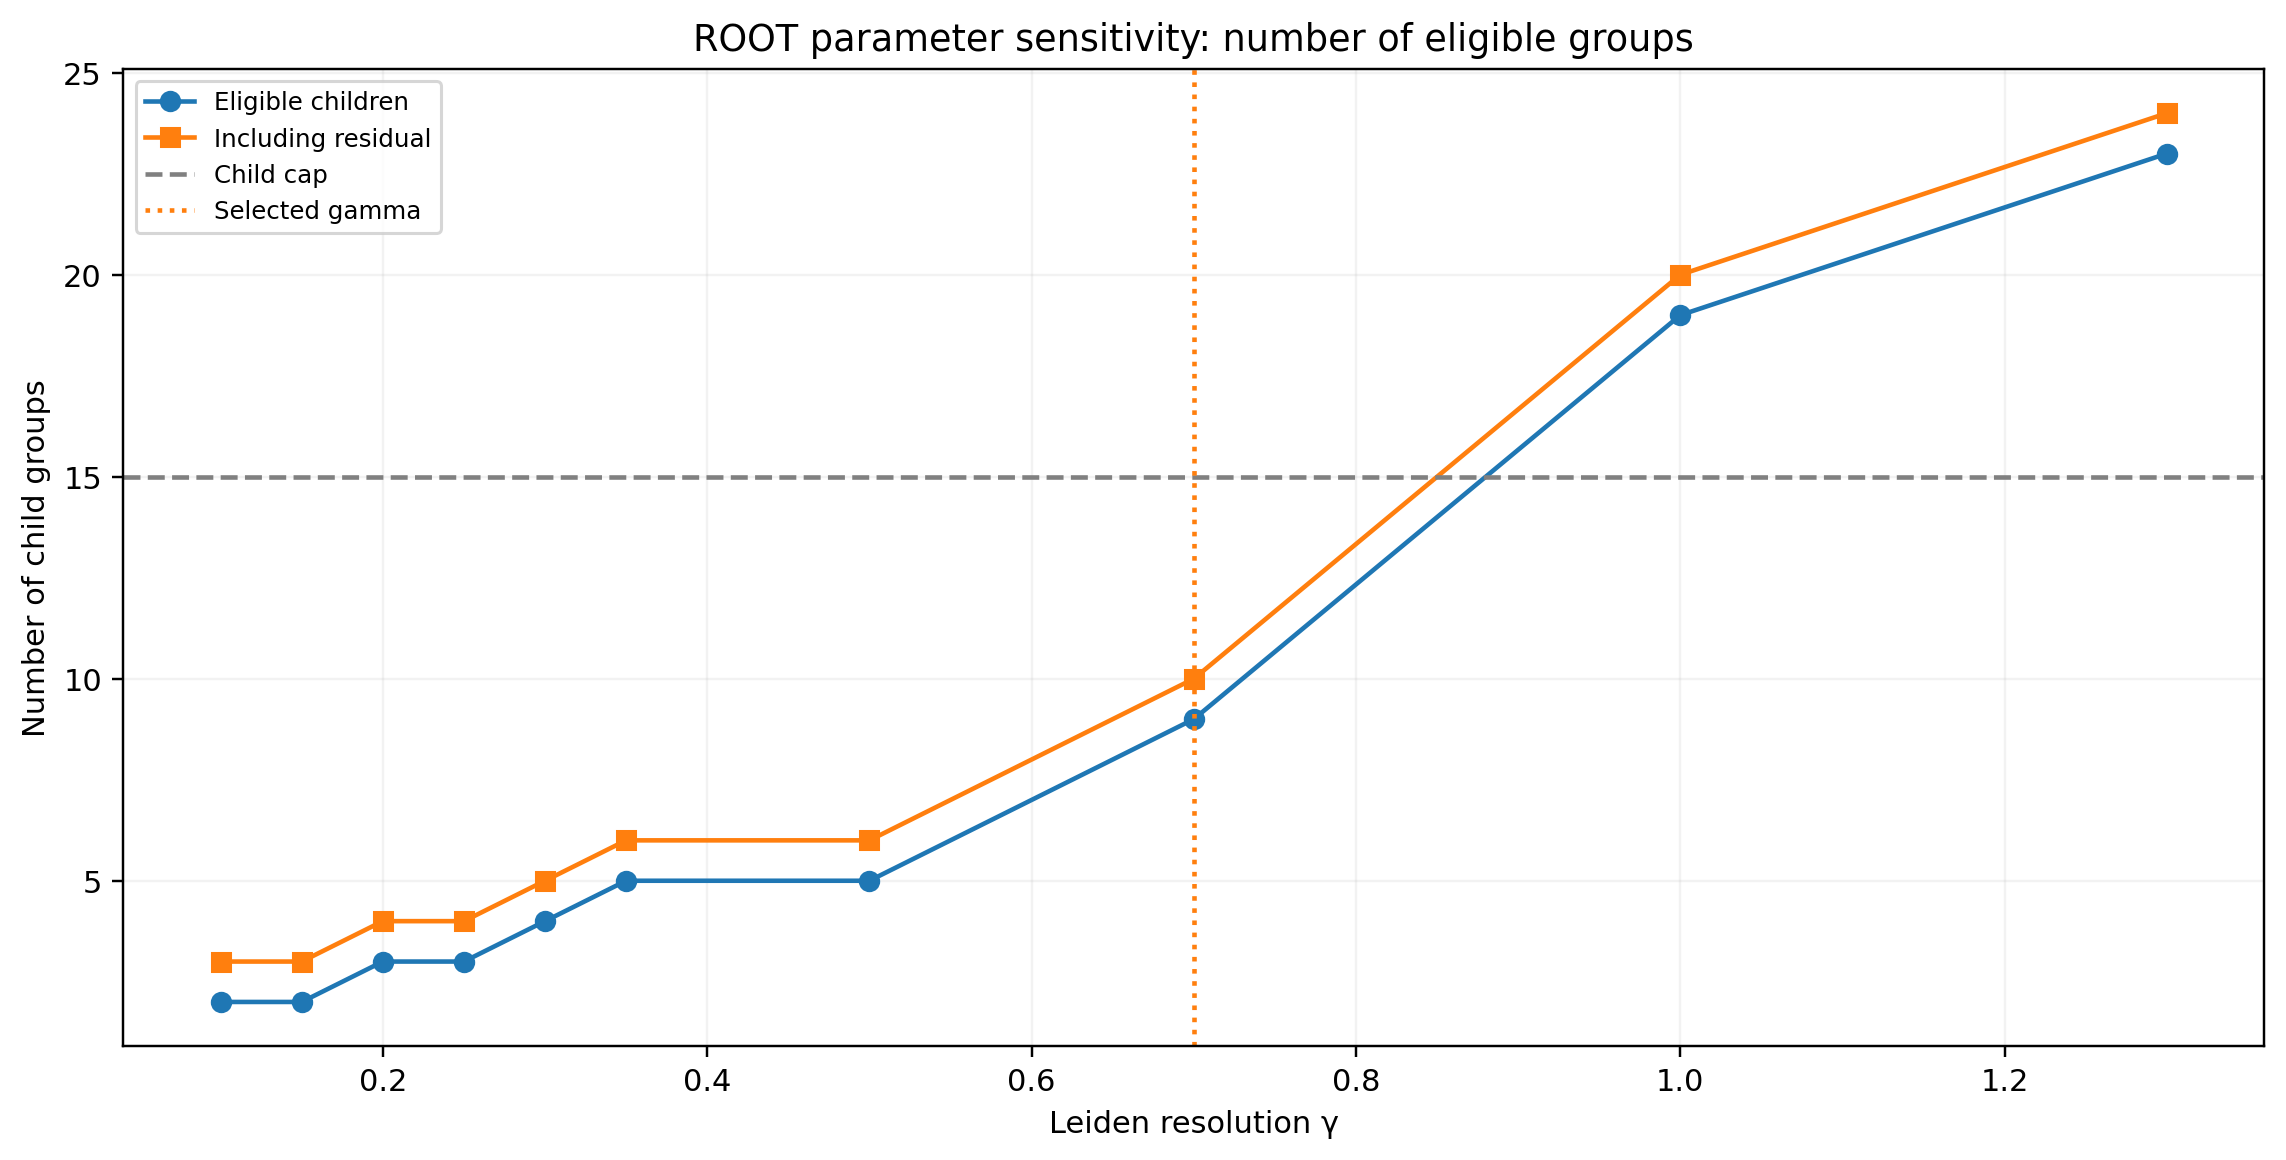 ROOT parameter sensitivity: number of eligible groups
Eligible children
Including residual
Child cap
Selected gamma
Number of child groups
25
20
15
10
5
0.2
0.4
0.6
0.8
1.0
1.2
Leiden resolution γ